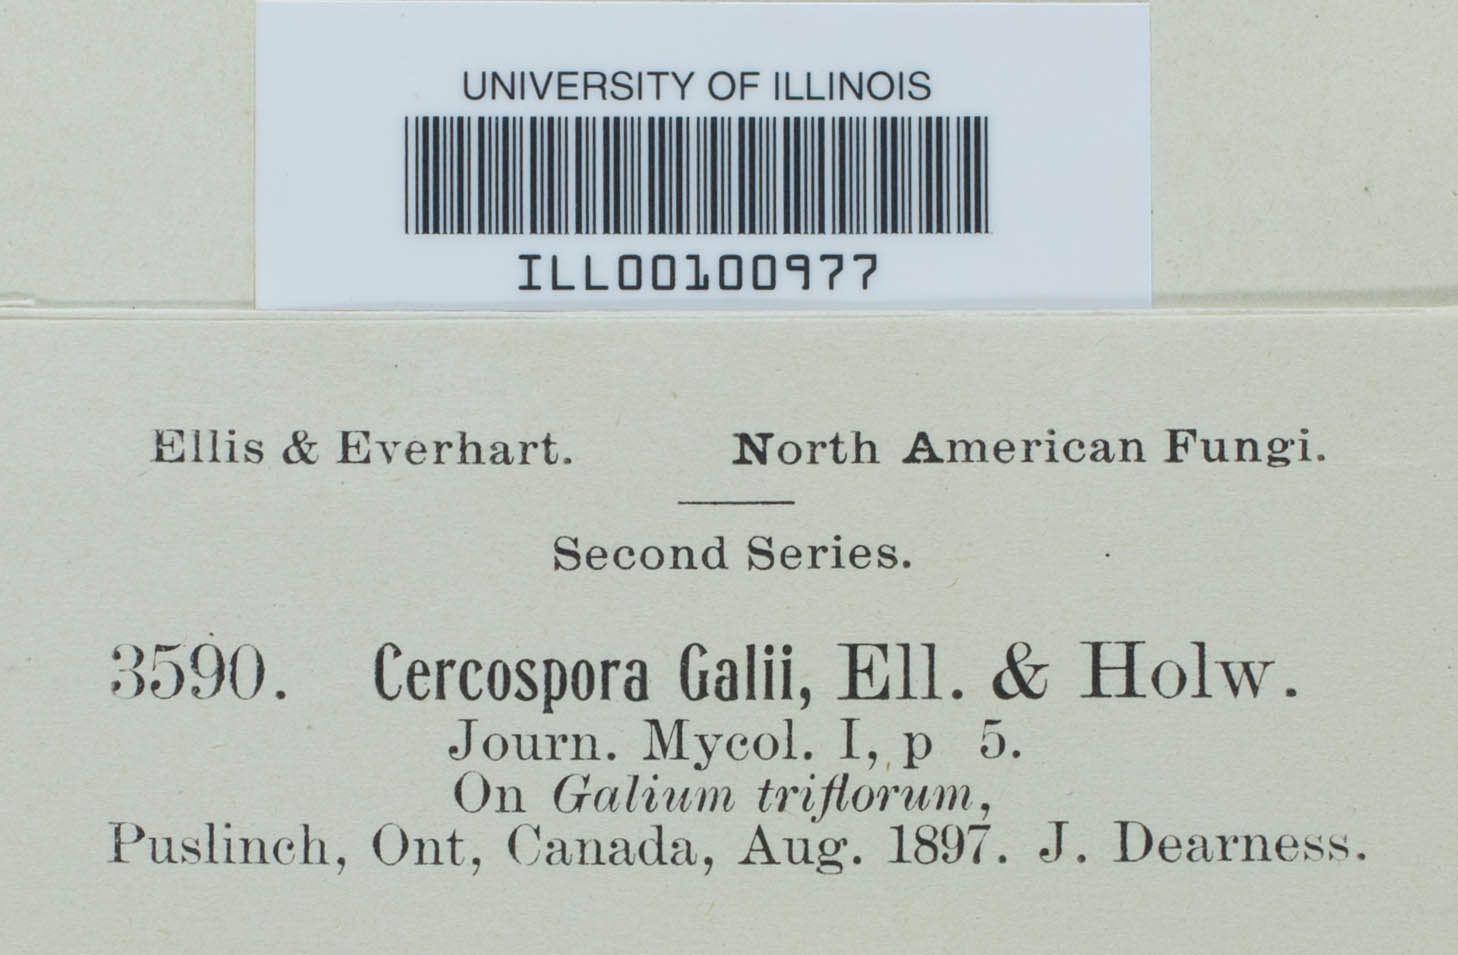 UNIVERSITY OF ILLINOIS
ILL00100977
Ellis & Everhart. North American Fungi.
Second Series.
3590. Cercospora Galii, Ell. & Holw.
Journ. Mycol. I, p 5.
On Galium triflorum,
Puslinch, Ont, Canada, Aug. 1897. J. Dearness.